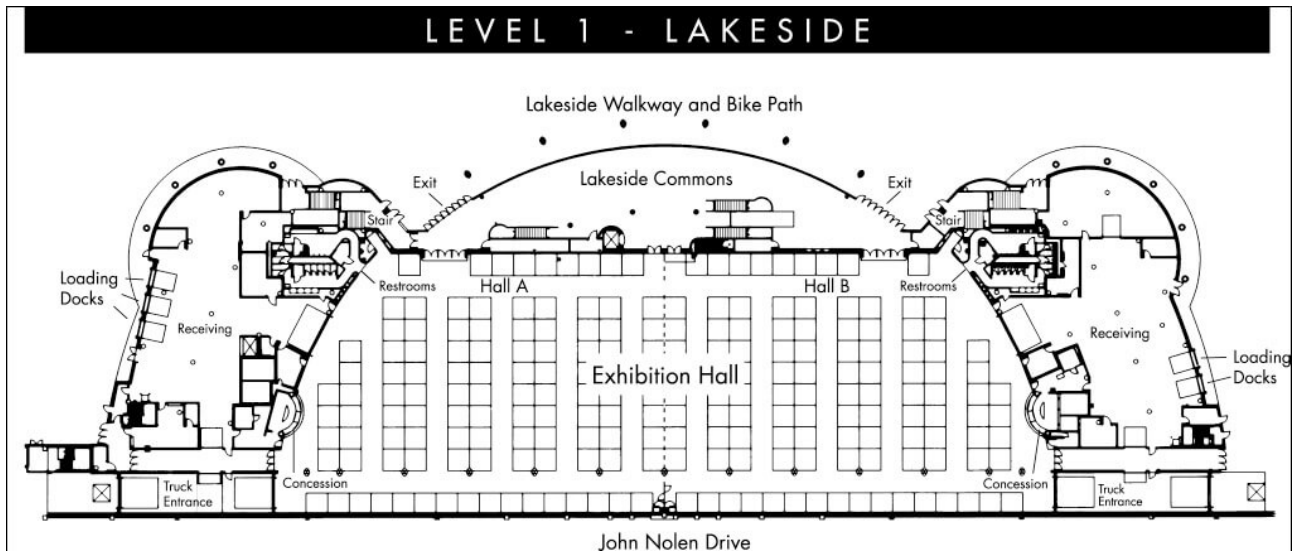 LEVEL 1 - LAKESIDE
Lakeside Walkway and Bike Path
Exit
Lakeside Commons
Exit
Stair
Stair
Loading
Docks
Restrooms
Hall A
Hall B
Restrooms
Receiving
Receiving
Loading
Docks
Exhibition Hall
Truck
Entrance
Concession
Concession
Truck
Entrance
John Nolen Drive